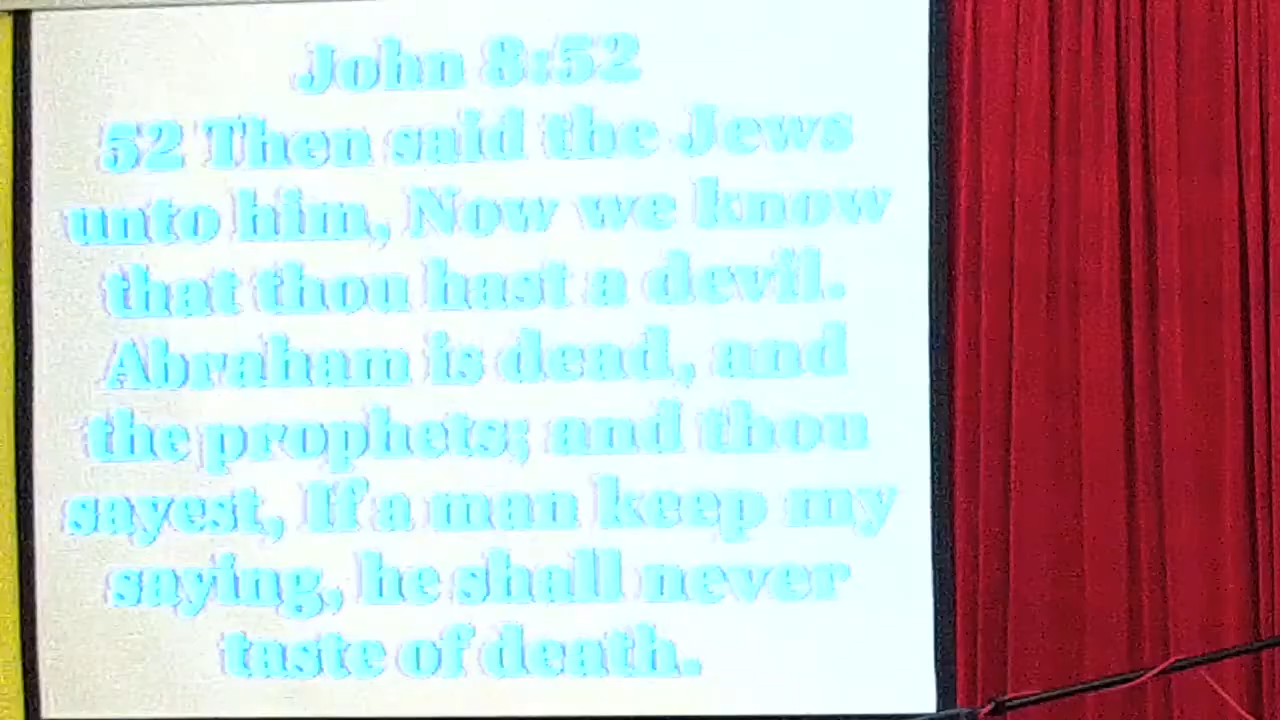 John 8:52
52 Then said the Jews
unto him, Now we know
that thou hast a devil.
Abraham is dead, and
the prophets; and thou
sayest, If a man keep my
saying, he shall never
taste of death.